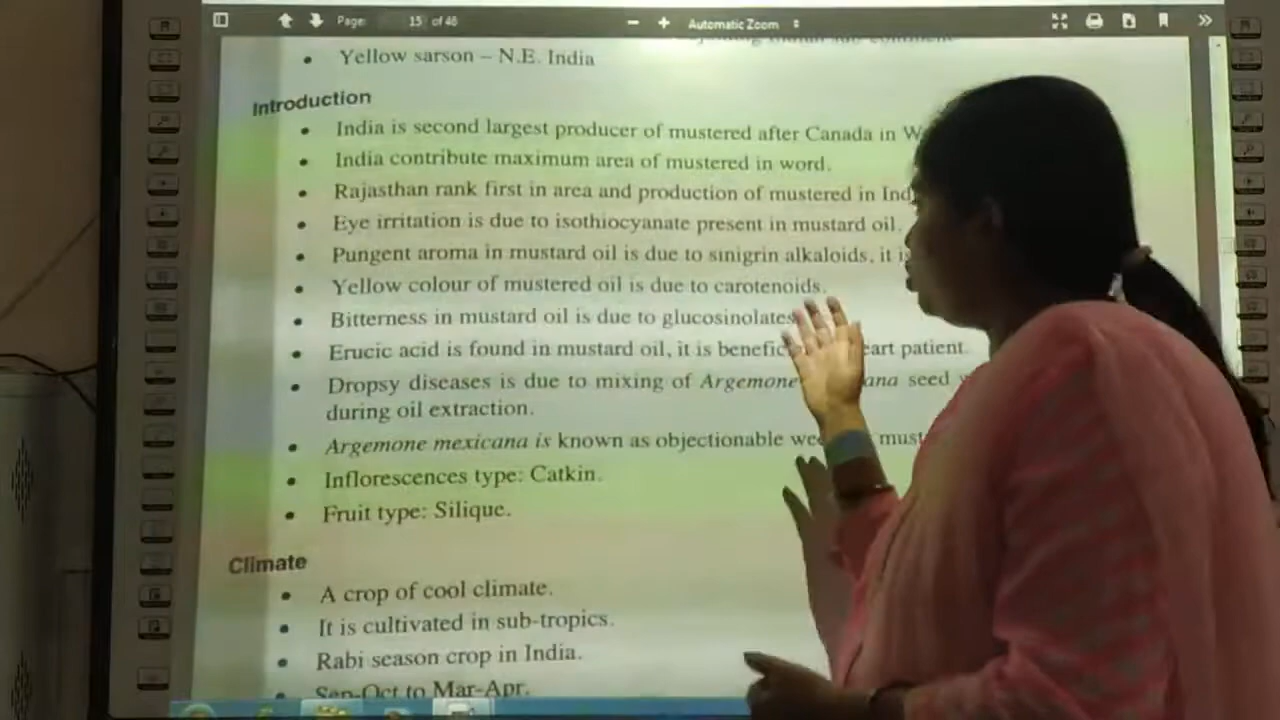 Page: 15 of 46
Automatic Zoom
• Yellow sarson – N.E. India
Introduction
• India is second largest producer of mustered after Canada in
• India contribute maximum area of mustered in word.
• Rajasthan rank first in area and production of mustered in
• Eye irritation is due to isothiocyanate present in mustard oil.
• Pungent aroma in mustard oil is due to sinigrin alkaloids, it
• Yellow colour of mustered oil is due to carotenoids.
• Bitterness in mustard oil is due to glucosinolates
• Erucic acid is found in mustard oil, it is patient.
• Dropsy diseases is due to mixing of Argemone seed
during oil extraction.
• Argemone mexicana is known as objectionable
• Inflorescences type: Catkin.
• Fruit type: Silique.
Climate
• A crop of cool climate.
• It is cultivated in sub-tropics.
• Rabi season crop in India.
• Sep-Oct to Mar-Apr.